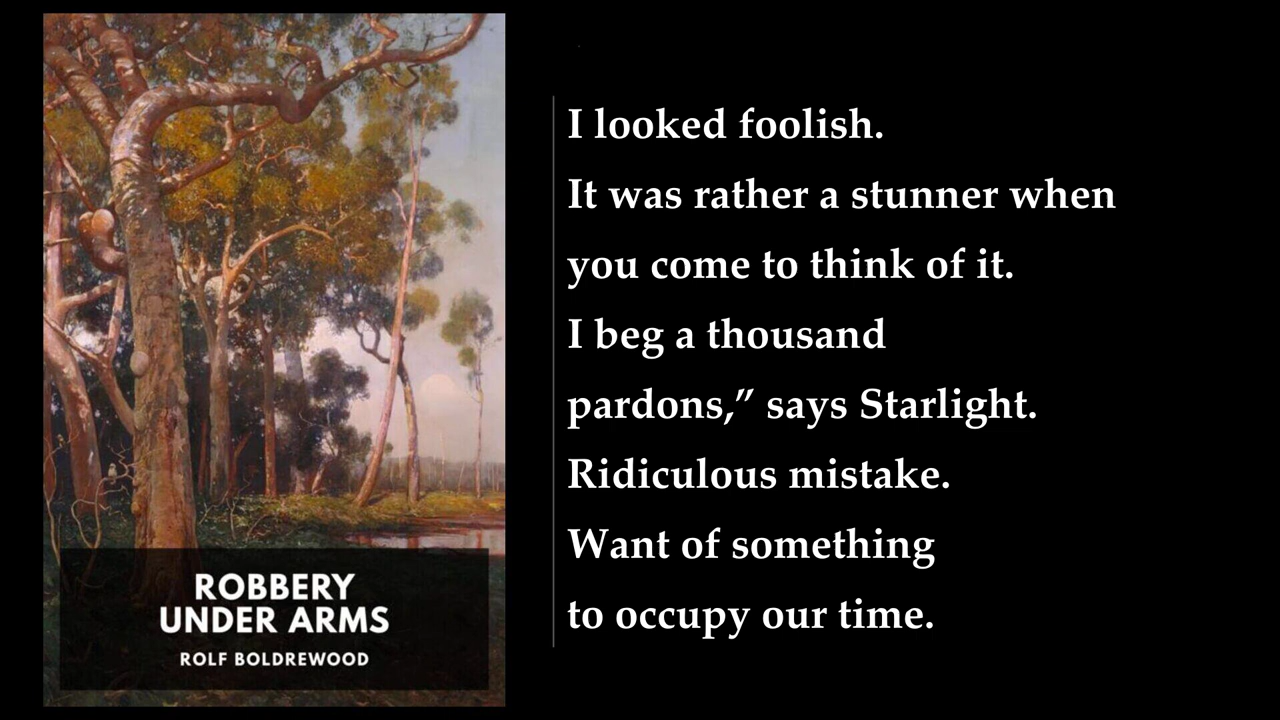 ROBBERY
UNDER ARMS
ROLF BOLDREWOOD
I looked foolish.
It was rather a stunner when
you come to think of it.
I beg a thousand
pardons,” says Starlight.
Ridiculous mistake.
Want of something
to occupy our time.